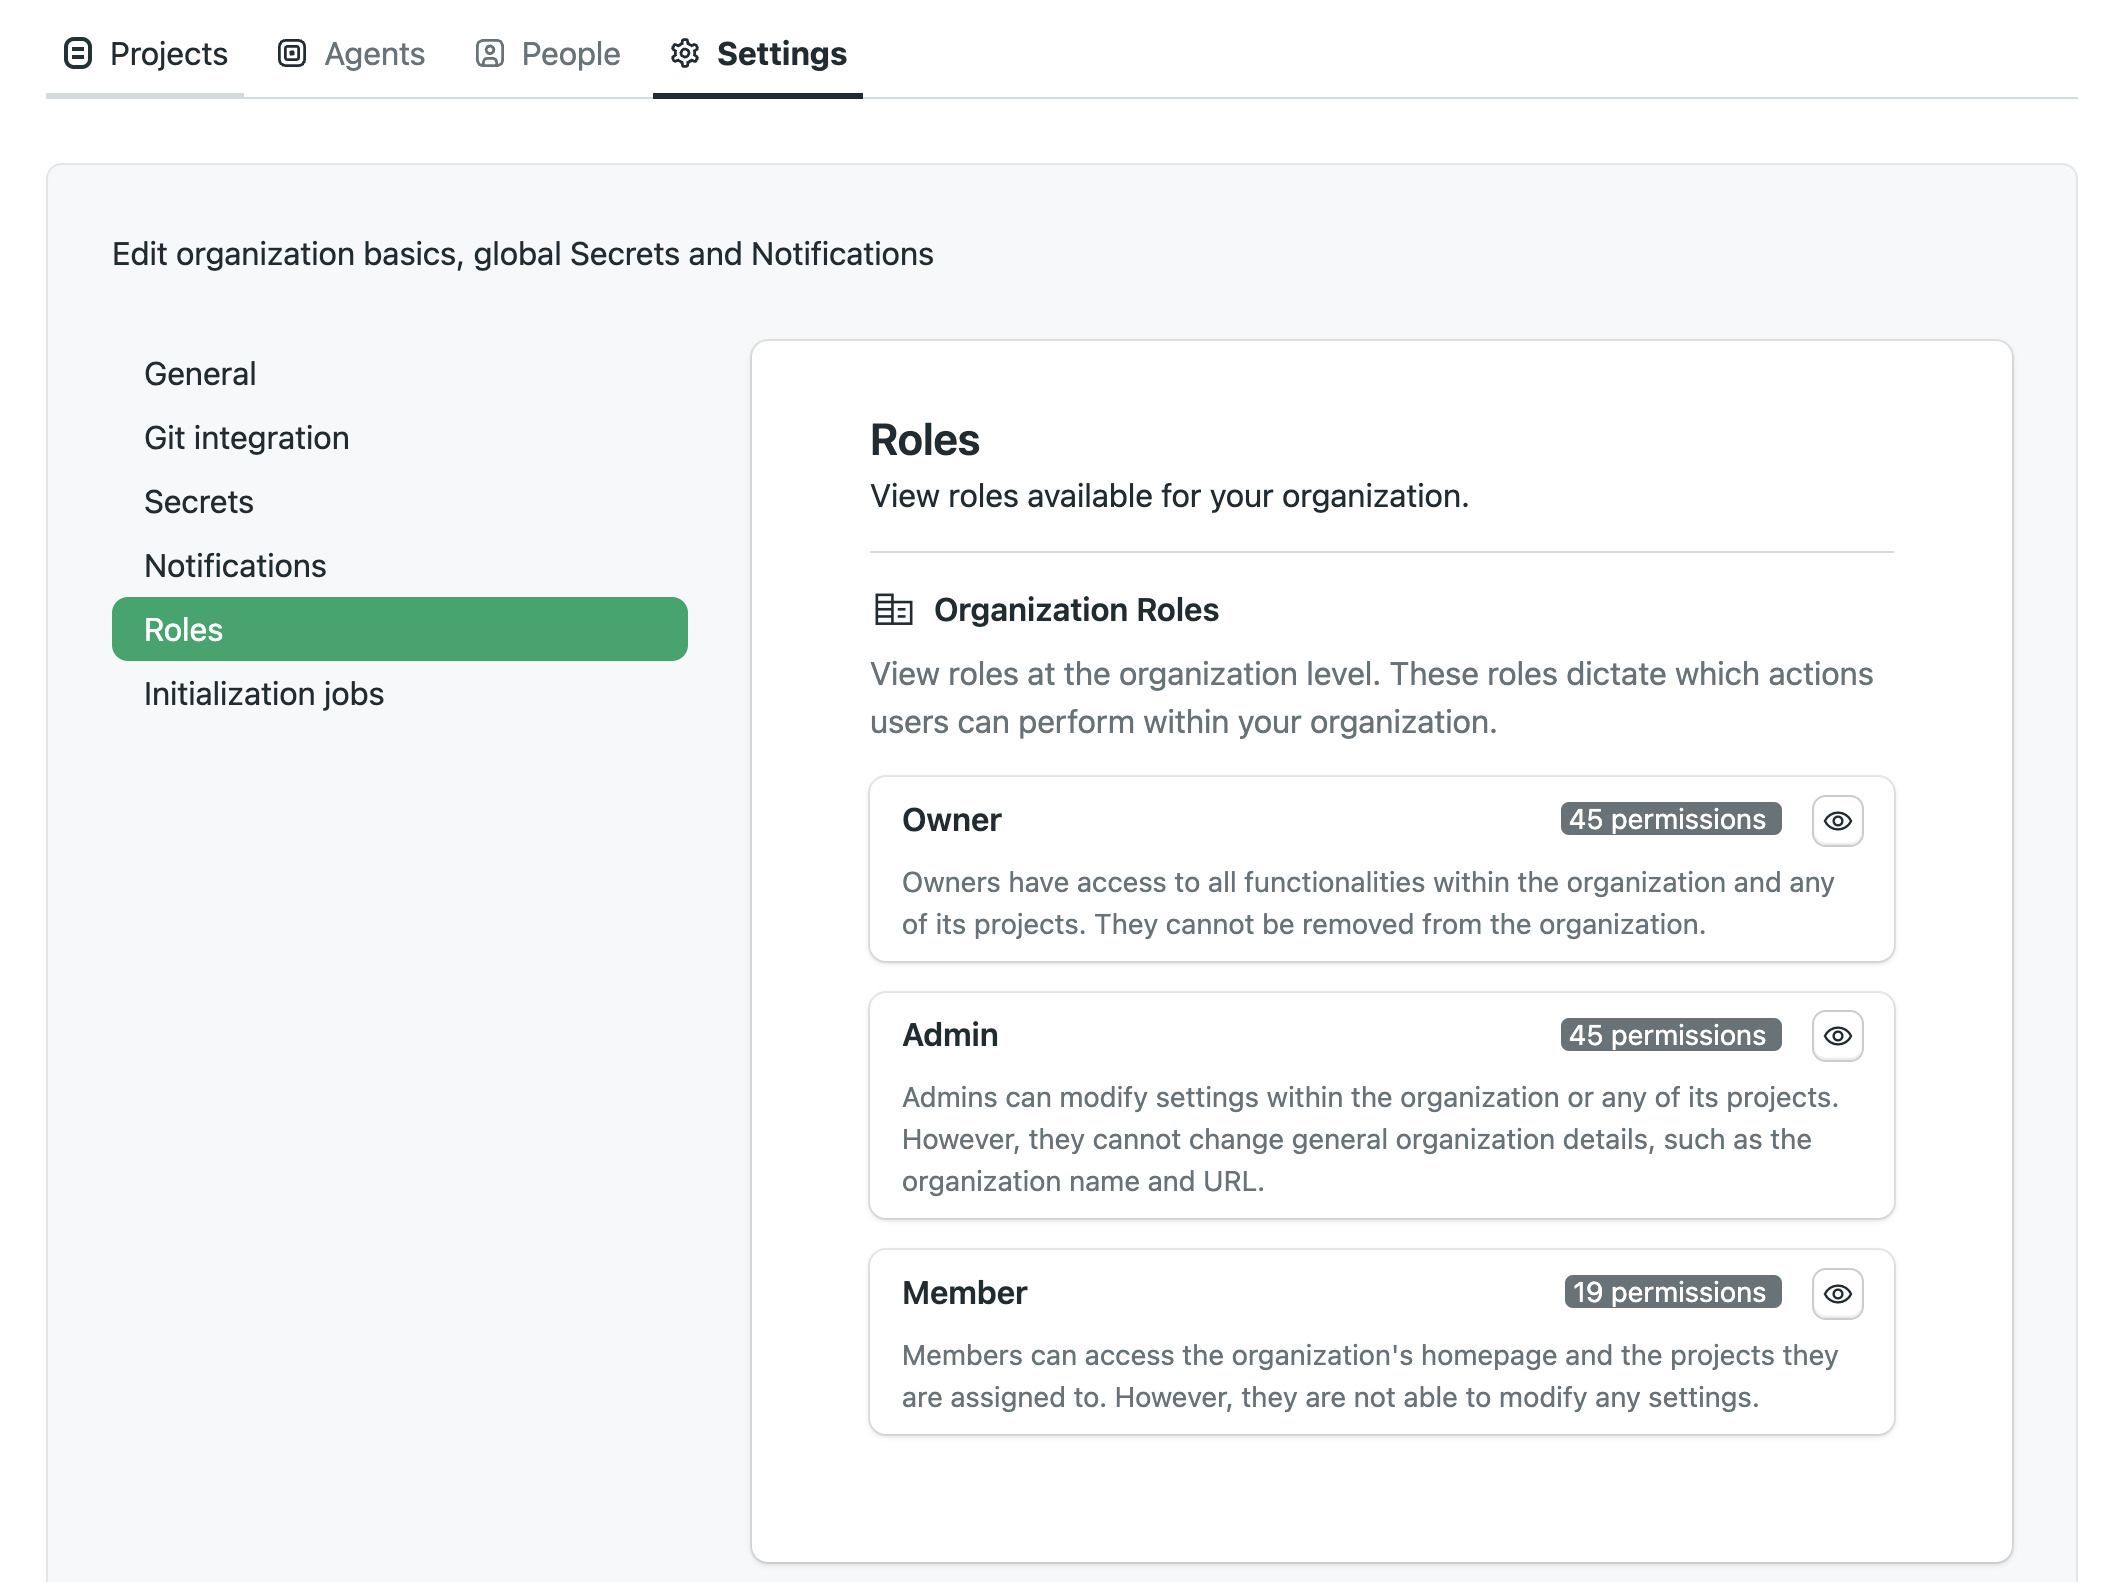 Projects Agents People Settings
Edit organization basics, global Secrets and Notifications
General
Git integration
Secrets
Notifications
Roles
Initialization jobs
Roles
View roles available for your organization.
Organization Roles
View roles at the organization level. These roles dictate which actions
users can perform within your organization.
Owner 45 permissions
Owners have access to all functionalities within the organization and any
of its projects. They cannot be removed from the organization.
Admin 45 permissions
Admins can modify settings within the organization or any of its projects.
However, they cannot change general organization details, such as the
organization name and URL.
Member 19 permissions
Members can access the organization's homepage and the projects they
are assigned to. However, they are not able to modify any settings.